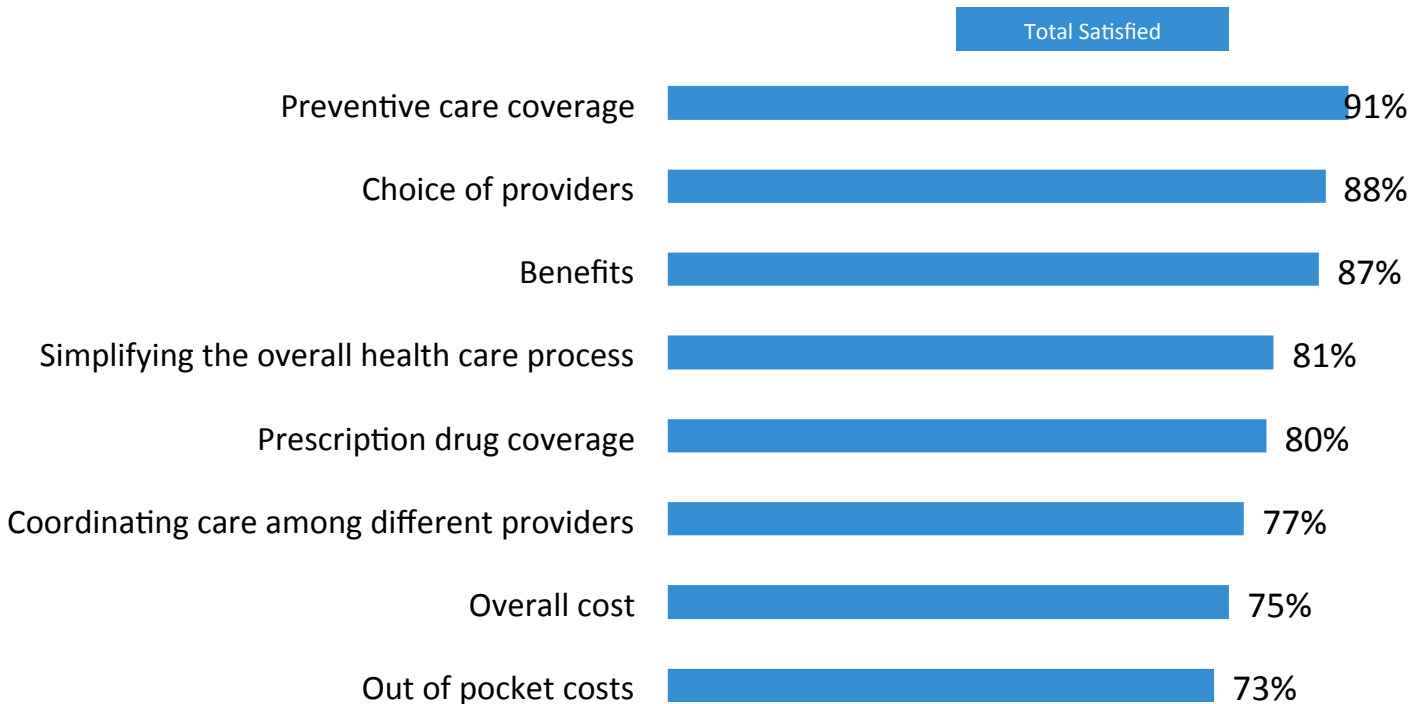 Total Satisfied
Preventive care coverage 91%
Choice of providers 88%
Benefits 87%
Simplifying the overall health care process 81%
Prescription drug coverage 80%
Coordinating care among different providers 77%
Overall cost 75%
Out of pocket costs 73%